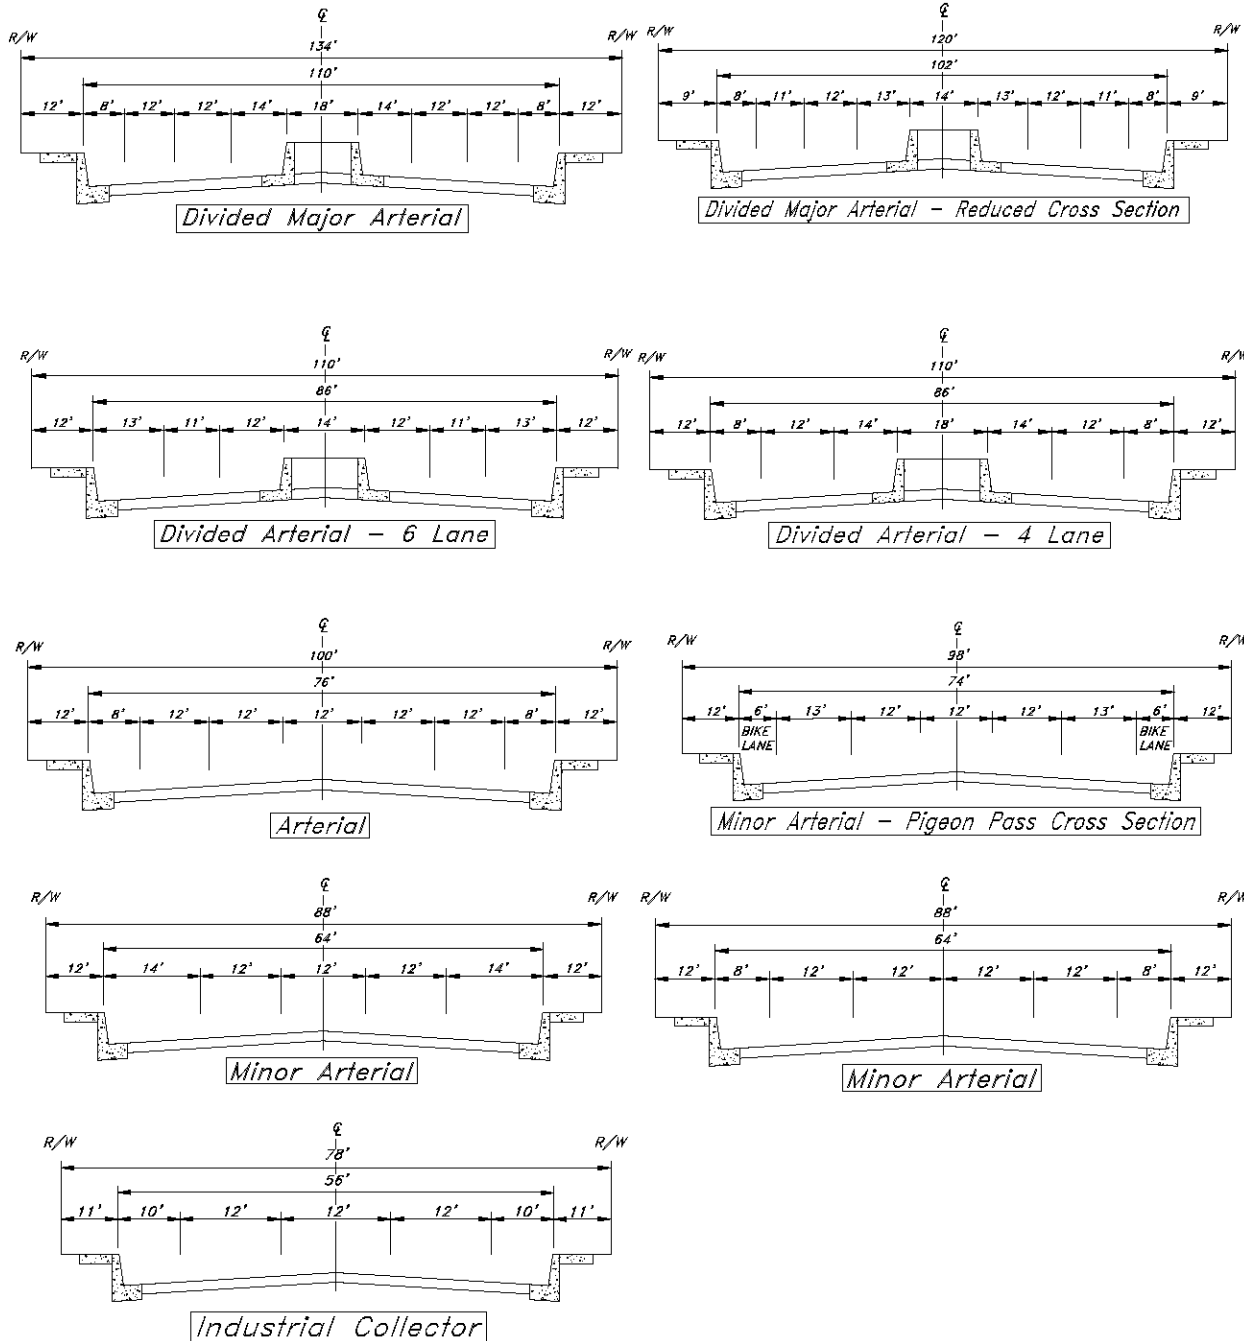 ℄
R/W R/W
134'
110'
12' 8' 12' 12' 14' 18' 14' 12' 12' 8' 12'
Divided Major Arterial
℄
R/W R/W
120'
102'
9' 8' 11' 12' 13' 14' 13' 12' 11' 8' 9'
Divided Major Arterial - Reduced Cross Section
℄
R/W R/W
110'
86'
12' 13' 11' 12' 14' 12' 11' 13' 12'
Divided Arterial - 6 Lane
℄
R/W R/W
110'
86'
12' 8' 12' 14' 18' 14' 12' 8' 12'
Divided Arterial - 4 Lane
℄
R/W R/W
100'
76'
12' 8' 12' 12' 12' 12' 12' 8' 12'
Arterial
℄
R/W R/W
98'
74'
12' 6' 13' 12' 12' 12' 13' 6' 12'
BIKE BIKE
LANE LANE
Minor Arterial - Pigeon Pass Cross Section
℄
R/W R/W
88'
64'
12' 14' 12' 12' 12' 14' 12'
Minor Arterial
℄
R/W R/W
88'
64'
12' 8' 12' 12' 12' 12' 8' 12'
Minor Arterial
℄
R/W R/W
78'
56'
11' 10' 12' 12' 12' 10' 11'
Industrial Collector